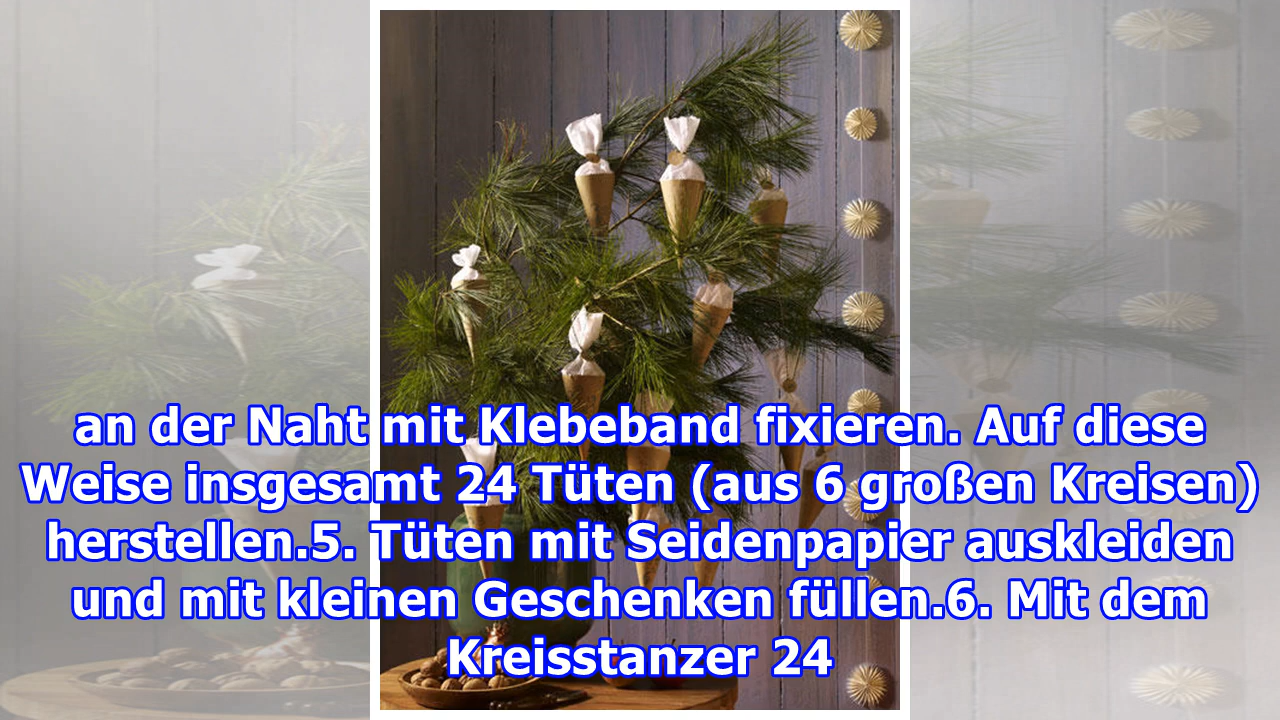 an der Naht mit Klebeband fixieren. Auf diese
Weise insgesamt 24 Tüten (aus 6 großen Kreisen)
herstellen.5. Tüten mit Seidenpapier auskleiden
und mit kleinen Geschenken füllen.6. Mit dem
Kreisstanzer 24